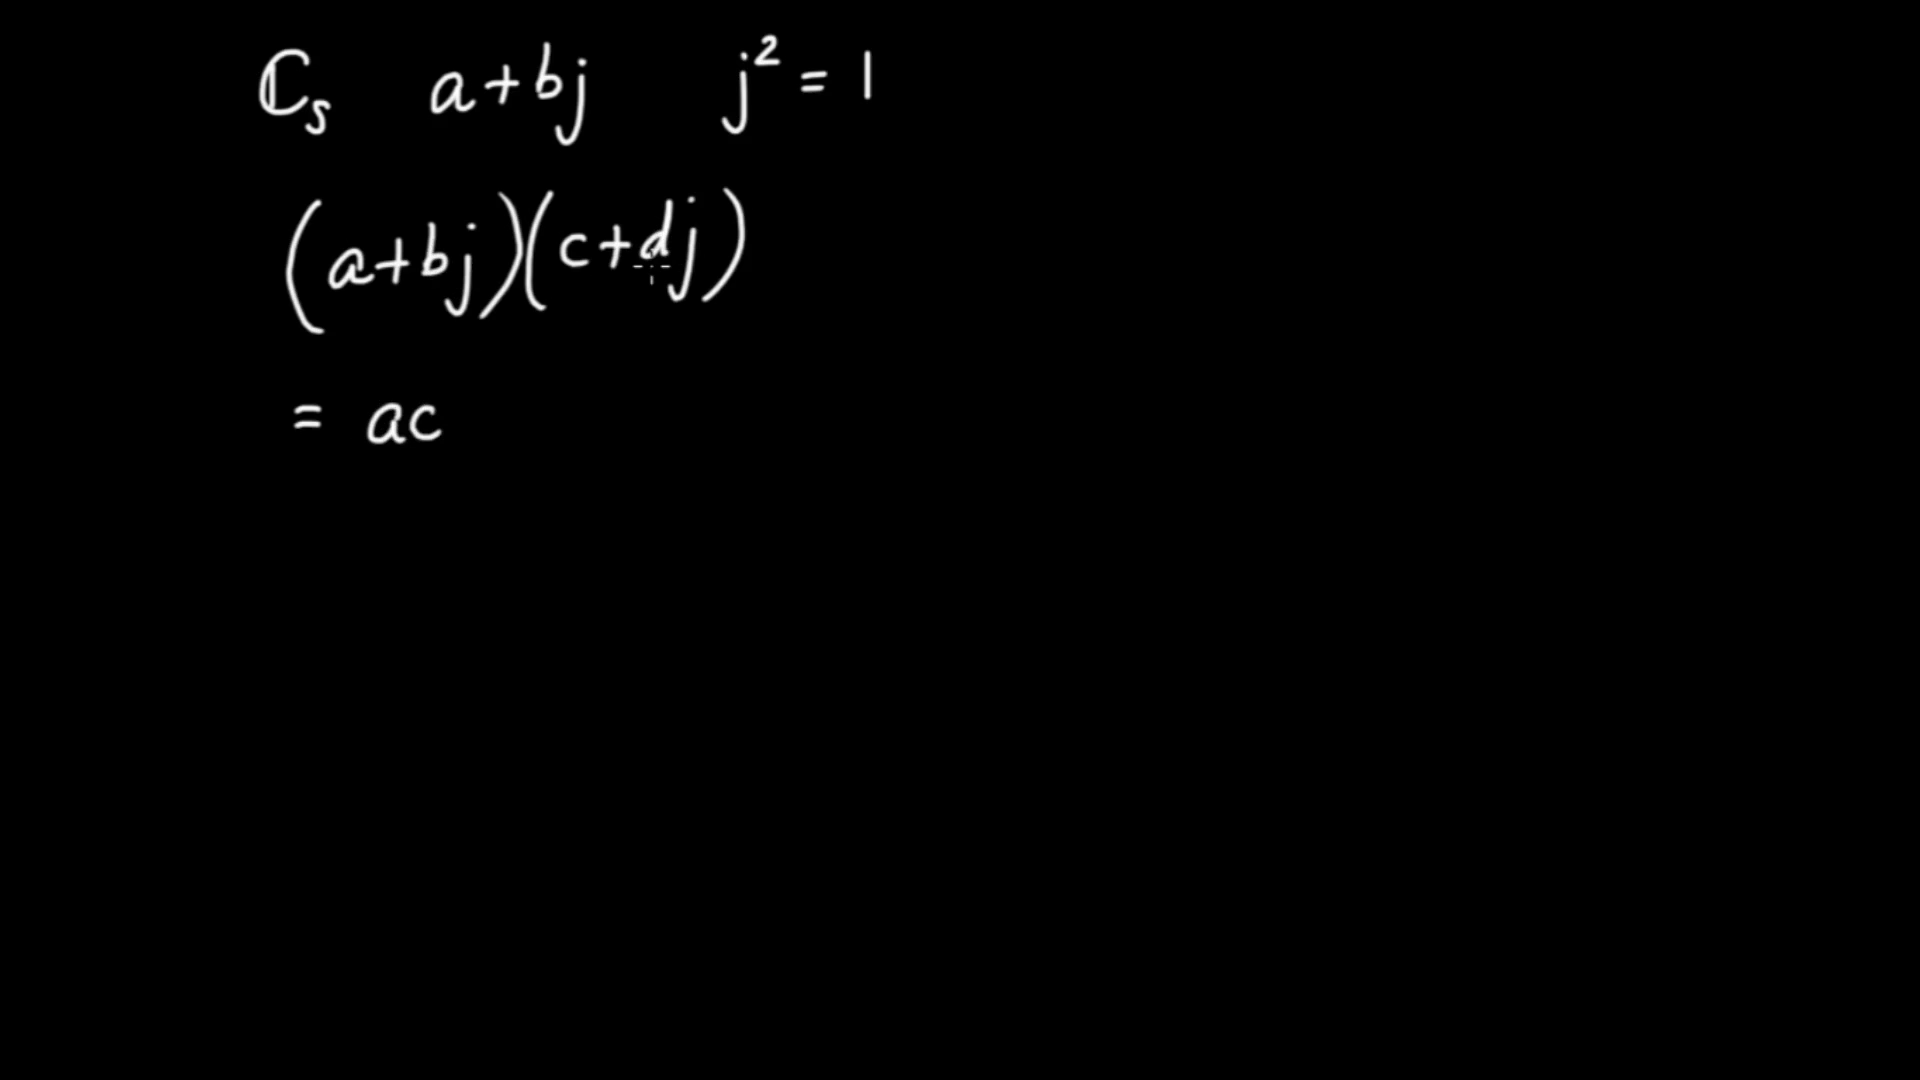 ℂₛ a + bj j² = 1
(a + bj)(c + dj)
= ac